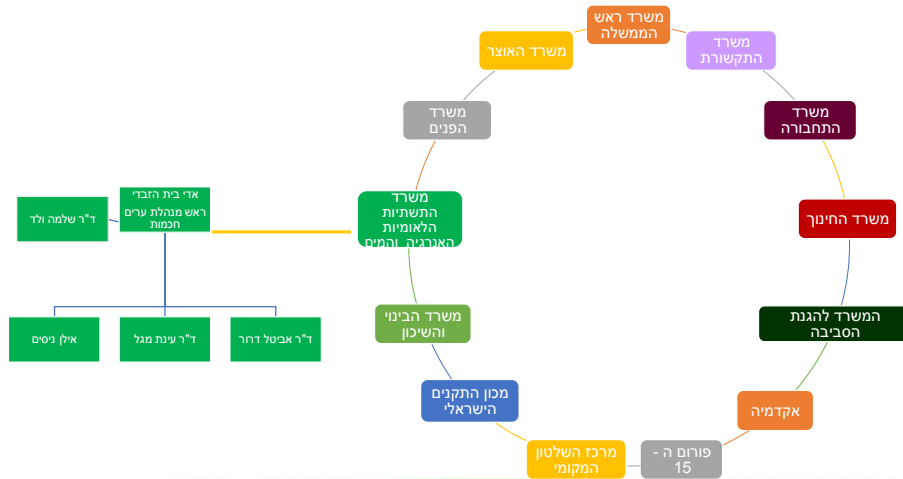 משרד ראש
הממשלה
משרד
התקשורת
משרד האוצר
משרד
התחבורה
משרד
הפנים
משרד
התשתיות
הלאומיות
האנרגיה והמים
אדי בית הזבדי
ראש מנהלת ערים
חכמות
ד"ר שלמה ולד
משרד החינוך
המשרד להגנת
הסביבה
משרד הבינוי
והשיכון
ד"ר אביטל דרור
ד"ר עינת מגל
אילן ניסים
מכון התקנים
הישראלי
אקדמיה
פורום ה -
15
מרכז השלטון
המקומי